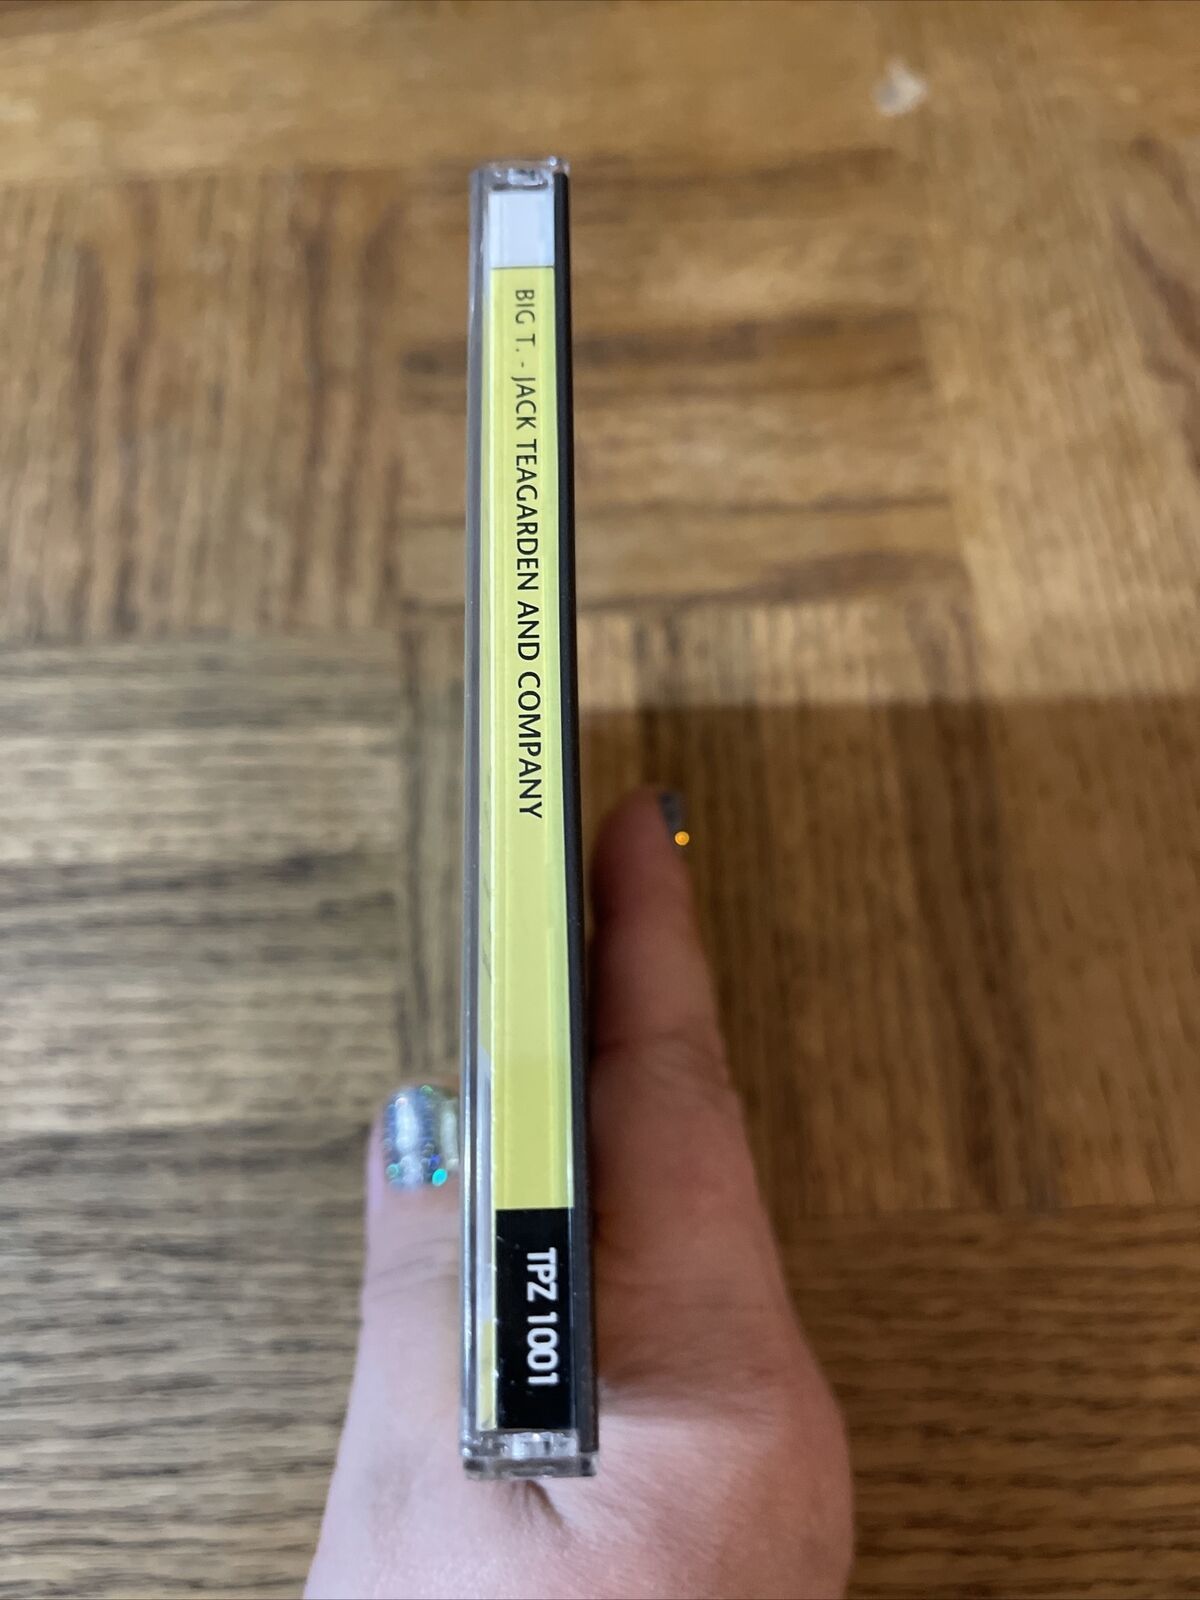 BIG T. - JACK TEAGARDEN AND COMPANY
TPZ 1001